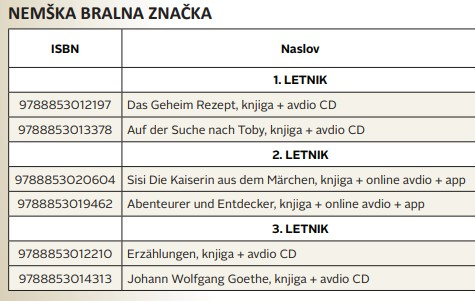 NEMŠKA BRALNA ZNAČKA
ISBN Naslov
1. LETNIK
9788853012197 Das Geheim Rezept, knjiga + avdio CD
9788853013378 Auf der Suche nach Toby, knjiga + avdio CD
2. LETNIK
9788853020604 Sisi Die Kaiserin aus dem Märchen, knjiga + online avdio + app
9788853019462 Abenteurer und Entdecker, knjiga + online avdio + app
3. LETNIK
9788853012210 Erzählungen, knjiga + avdio CD
9788853014313 Johann Wolfgang Goethe, knjiga + avdio CD